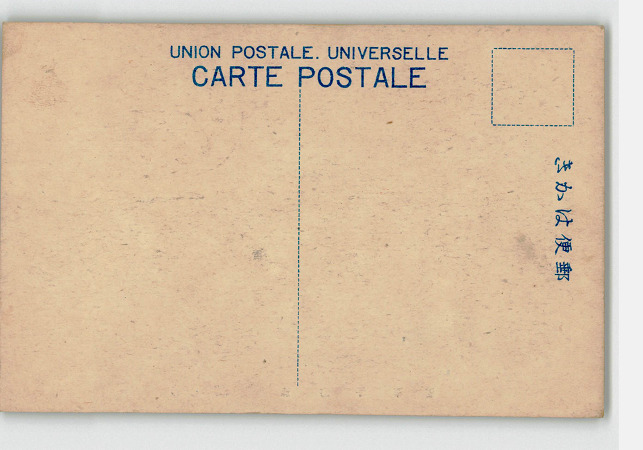 UNION POSTALE. UNIVERSELLE
CARTE POSTALE
郵便はかき